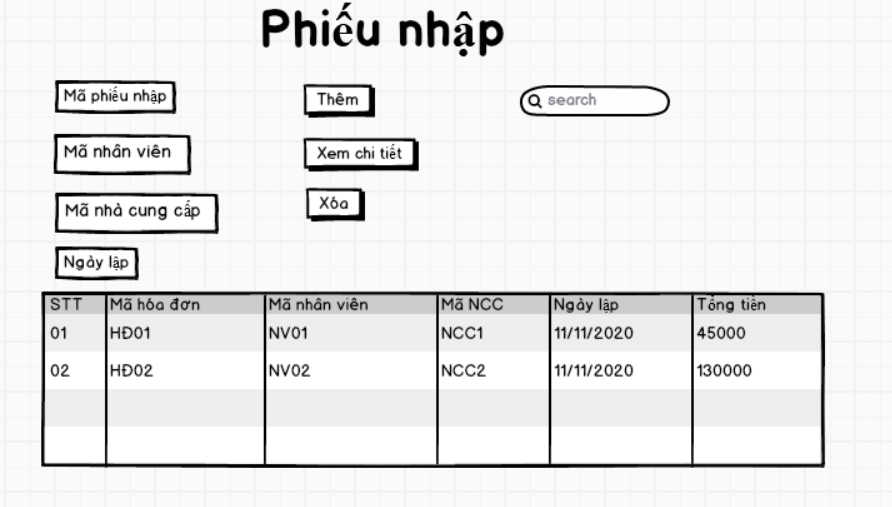 Phiếu nhập
Mã phiếu nhập
Thêm
search
Mã nhân viên
Xem chi tiết
Mã nhà cung cấp
Xóa
Ngày lập
STT Mã hóa đơn Mã nhân viên Mã NCC Ngày lập Tổng tiền
01 HĐ01 NV01 NCC1 11/11/2020 45000
02 HĐ02 NV02 NCC2 11/11/2020 130000